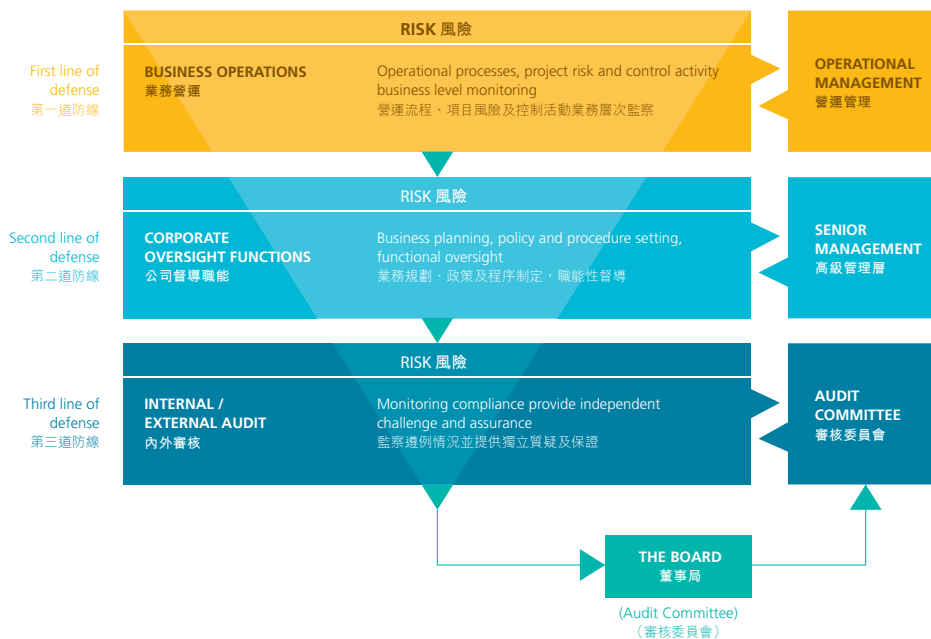 RISK 風險
First line of
defense
第一道防線
BUSINESS OPERATIONS
業務營運
Operational processes, project risk and control activity
business level monitoring
營運流程、項目風險及控制活動業務層次監察
OPERATIONAL
MANAGEMENT
營運管理
RISK 風險
Second line of
defense
第二道防線
CORPORATE
OVERSIGHT FUNCTIONS
公司督導職能
Business planning, policy and procedure setting,
functional oversight
業務規劃、政策及程序制定、職能性督導
SENIOR
MANAGEMENT
高級管理層
RISK 風險
Third line of
defense
第三道防線
INTERNAL /
EXTERNAL AUDIT
內外審核
Monitoring compliance provide independent
challenge and assurance
監察遵例情況並提供獨立質疑及保證
AUDIT
COMMITTEE
審核委員會
THE BOARD
董事局
(Audit Committee)
（審核委員會）